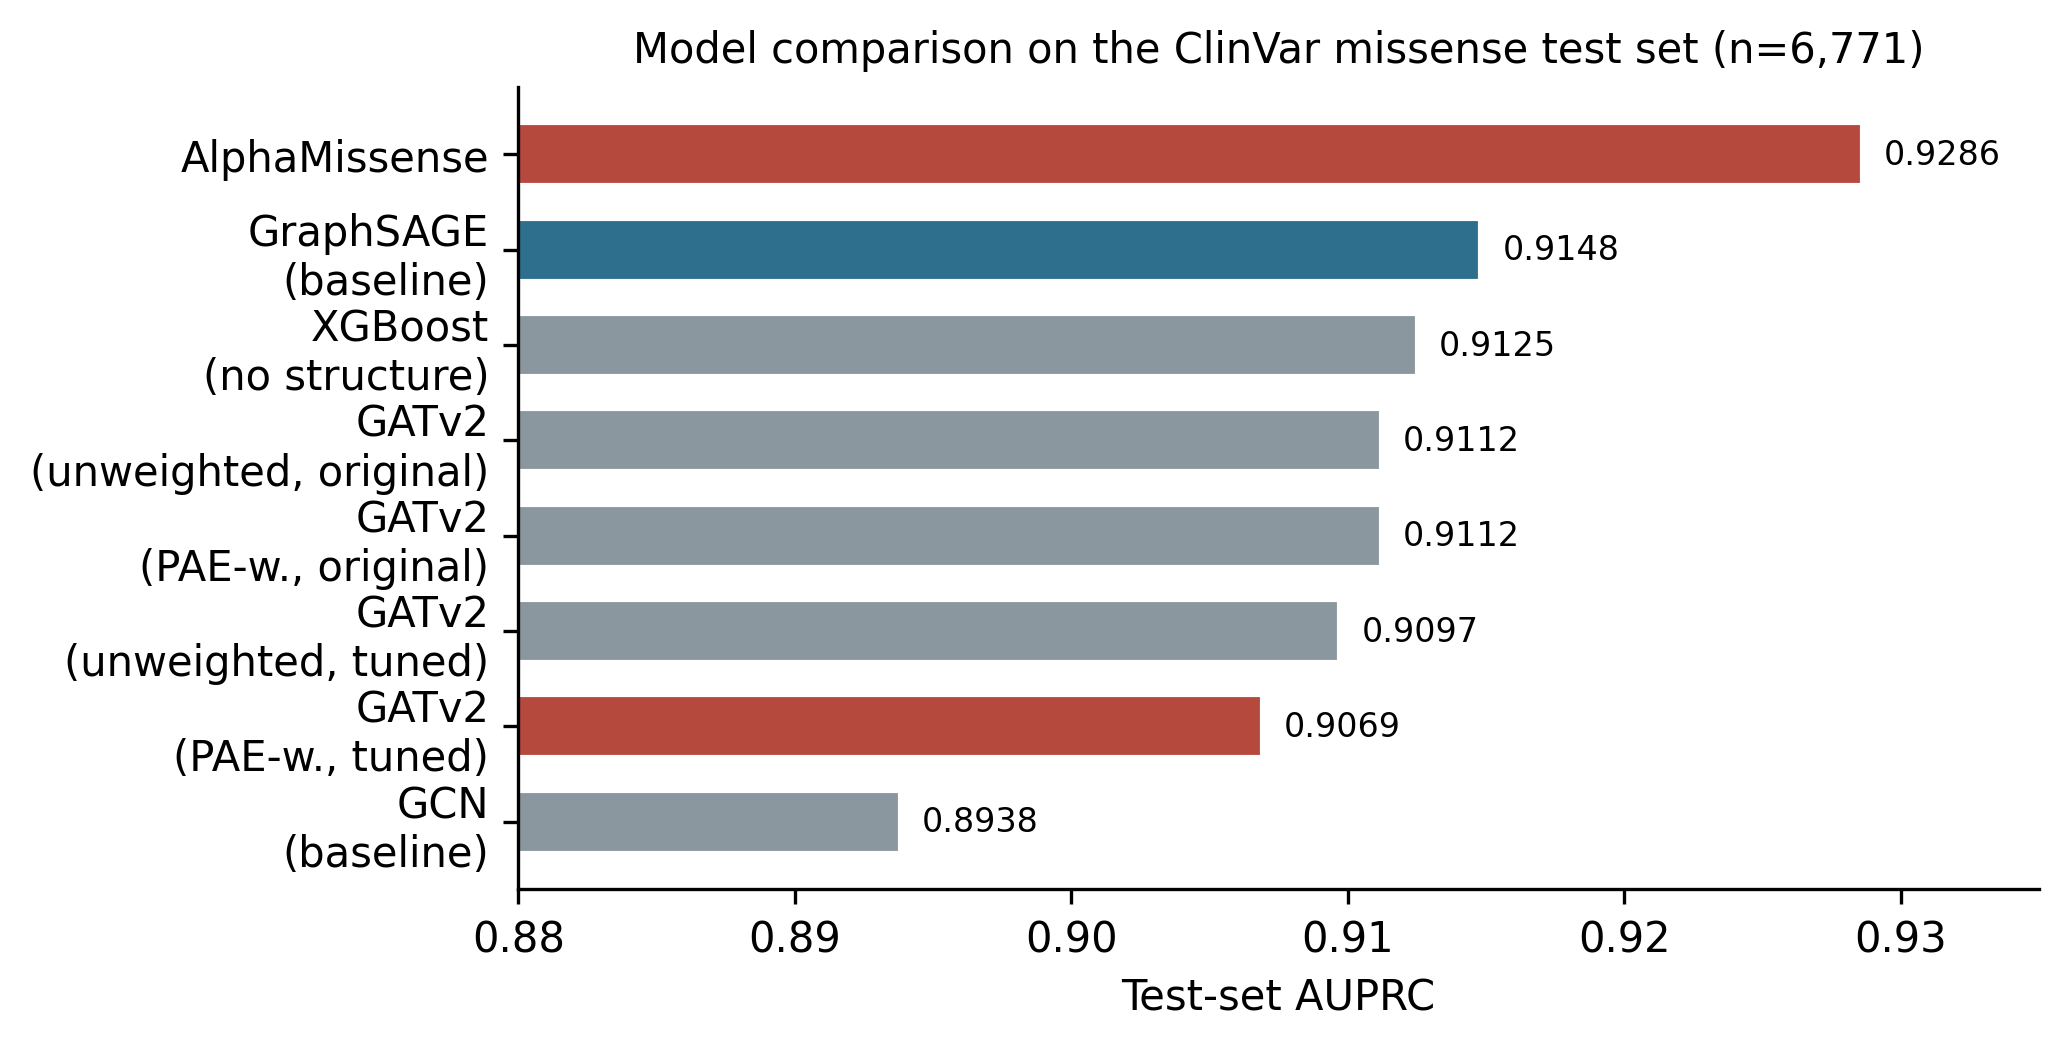 Model comparison on the ClinVar missense test set (n=6,771)
AlphaMissense
0.9286
GraphSAGE
(baseline)
0.9148
XGBoost
(no structure)
0.9125
GATv2
(unweighted, original)
0.9112
GATv2
(PAE-w., original)
0.9112
GATv2
(unweighted, tuned)
0.9097
GATv2
(PAE-w., tuned)
0.9069
GCN
(baseline)
0.8938
0.88 0.89 0.90 0.91 0.92 0.93
Test-set AUPRC